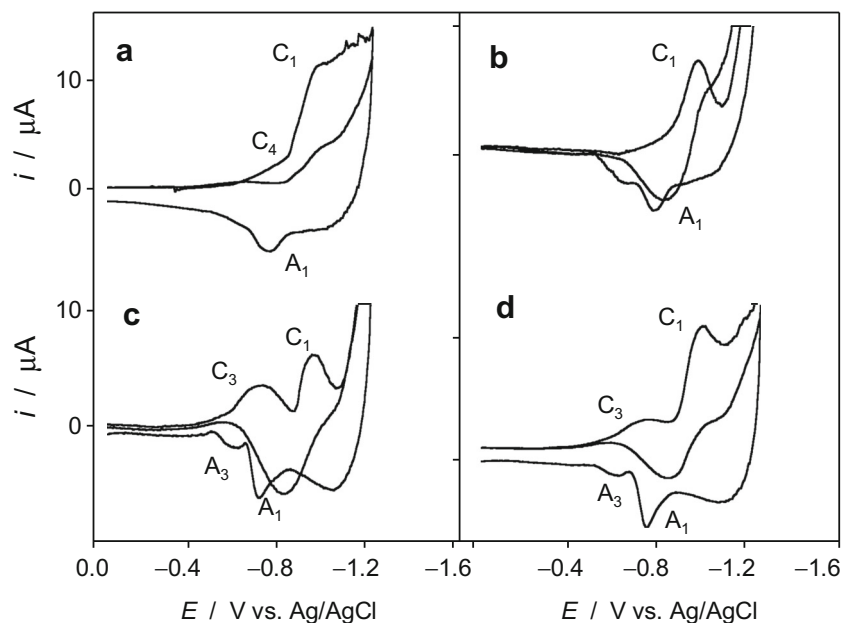 a
b
C₁
C₁
10
C₄
i / μA
0
A₁
A₁
10
c
d
C₁
C₁
C₃
C₃
i / μA
0
A₃
A₃
A₁
A₁
0.0 –0.4 –0.8 –1.2 –1.6
–0.4 –0.8 –1.2 –1.6
E / V vs. Ag/AgCl
E / V vs. Ag/AgCl